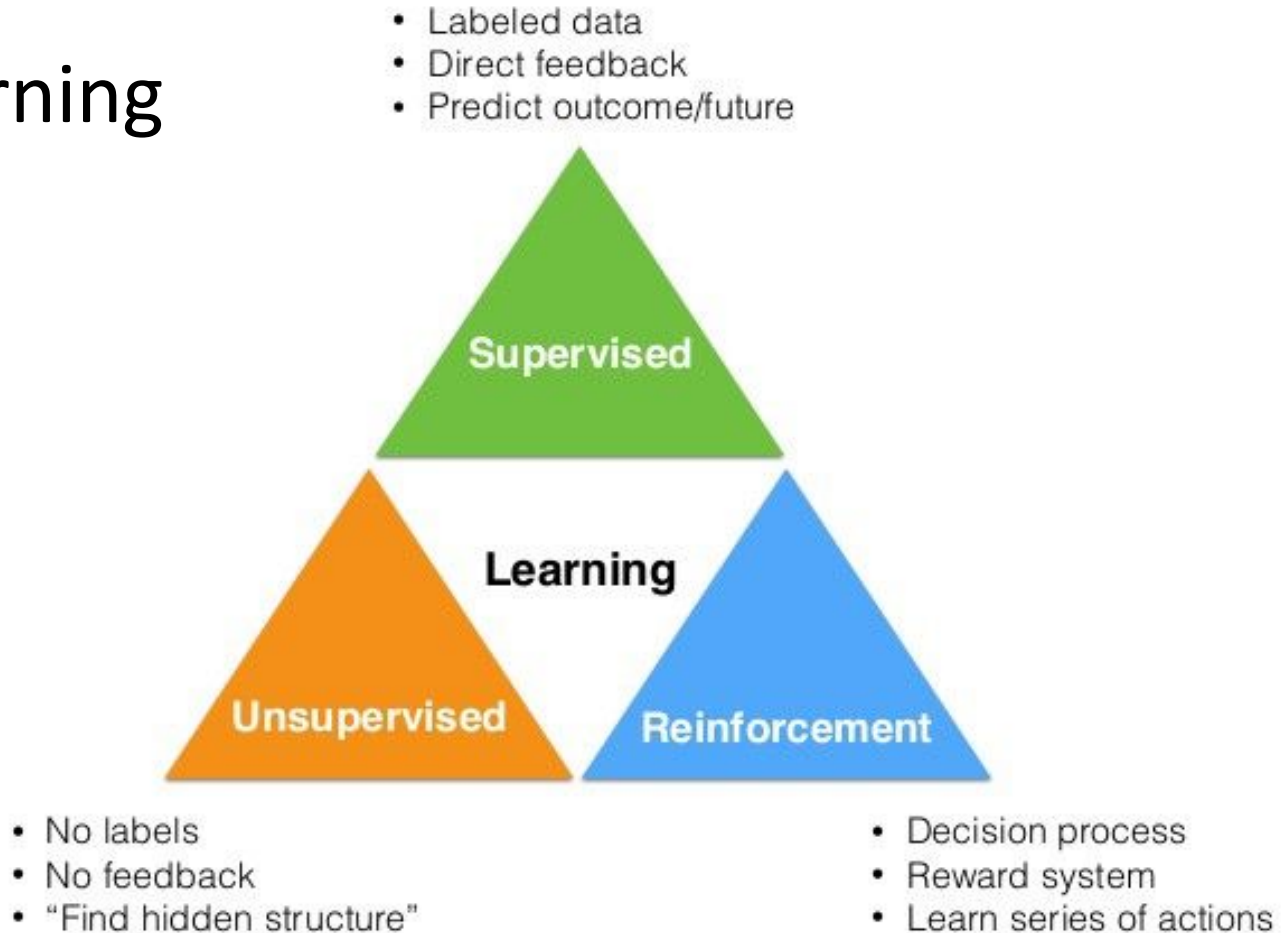 • Labeled data
• Direct feedback
• Predict outcome/future
rning
Supervised
Learning
Unsupervised
Reinforcement
• No labels
• No feedback
• “Find hidden structure”
• Decision process
• Reward system
• Learn series of actions